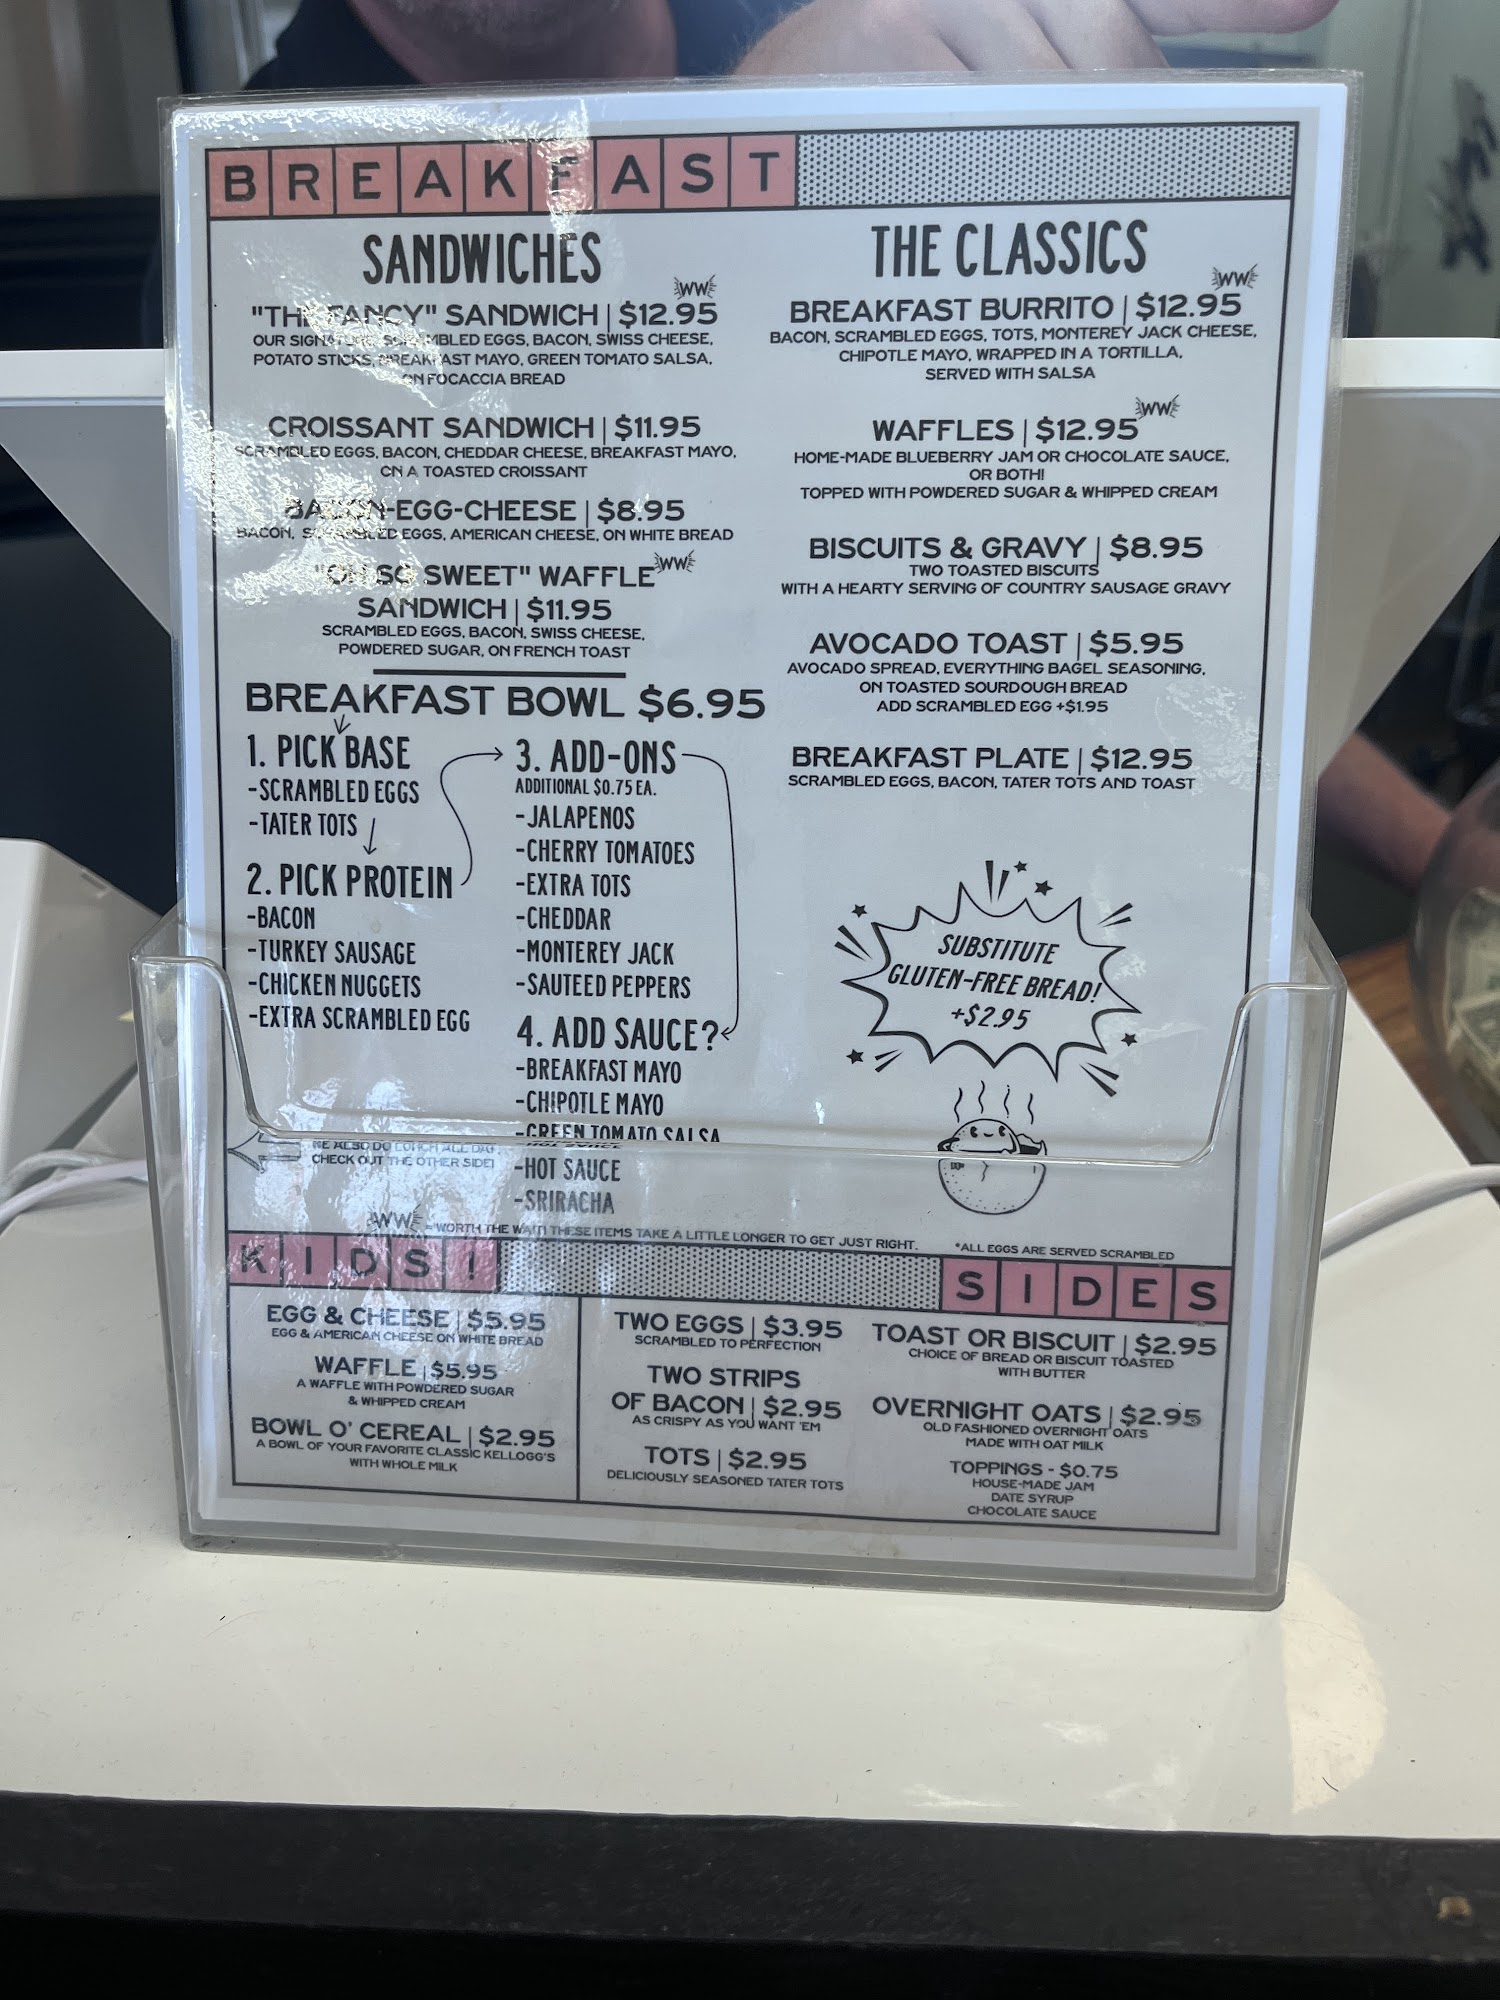 BREAKFAST
SANDWICHES
WW
"THE FANCY" SANDWICH | $12.95
OUR SIGNATURE SCRAMBLED EGGS, BACON, SWISS CHEESE,
POTATO STICKS, BREAKFAST MAYO, GREEN TOMATO SALSA,
ON FOCACCIA BREAD
CROISSANT SANDWICH | $11.95
SCRAMBLED EGGS, BACON, CHEDDAR CHEESE, BREAKFAST MAYO,
ON A TOASTED CROISSANT
BACON-EGG-CHEESE | $8.95
BACON, SCRAMBLED EGGS, AMERICAN CHEESE, ON WHITE BREAD
"OH SO SWEET" WAFFLE WW
SANDWICH | $11.95
SCRAMBLED EGGS, BACON, SWISS CHEESE,
POWDERED SUGAR, ON FRENCH TOAST
BREAKFAST BOWL $6.95
1. PICK BASE
-SCRAMBLED EGGS
-TATER TOTS
2. PICK PROTEIN
-BACON
-TURKEY SAUSAGE
-CHICKEN NUGGETS
-EXTRA SCRAMBLED EGG
3. ADD-ONS
ADDITIONAL $0.75 EA.
-JALAPENOS
-CHERRY TOMATOES
-EXTRA TOTS
-CHEDDAR
-MONTEREY JACK
-SAUTEED PEPPERS
4. ADD SAUCE?
-BREAKFAST MAYO
-CHIPOTLE MAYO
-GREEN TOMATO SALSA
-HOT SAUCE
-SRIRACHA
WE ALSO DO LUNCH ALL DAY
CHECK OUT THE OTHER SIDE!
THE CLASSICS
WW
BREAKFAST BURRITO | $12.95
BACON, SCRAMBLED EGGS, TOTS, MONTEREY JACK CHEESE,
CHIPOTLE MAYO, WRAPPED IN A TORTILLA,
SERVED WITH SALSA
WW
WAFFLES | $12.95
HOME-MADE BLUEBERRY JAM OR CHOCOLATE SAUCE,
OR BOTH!
TOPPED WITH POWDERED SUGAR & WHIPPED CREAM
BISCUITS & GRAVY | $8.95
TWO TOASTED BISCUITS
WITH A HEARTY SERVING OF COUNTRY SAUSAGE GRAVY
AVOCADO TOAST | $5.95
AVOCADO SPREAD, EVERYTHING BAGEL SEASONING,
ON TOASTED SOURDOUGH BREAD
ADD SCRAMBLED EGG +$1.95
BREAKFAST PLATE | $12.95
SCRAMBLED EGGS, BACON, TATER TOTS AND TOAST
SUBSTITUTE
GLUTEN-FREE BREAD!
+$2.95
WW = "WORTH THE WAIT!) THESE ITEMS TAKE A LITTLE LONGER TO GET JUST RIGHT.
*ALL EGGS ARE SERVED SCRAMBLED
KIDS!
EGG & CHEESE | $5.95
EGG & AMERICAN CHEESE ON WHITE BREAD
WAFFLE | $5.95
A WAFFLE WITH POWDERED SUGAR
& WHIPPED CREAM
BOWL O' CEREAL | $2.95
A BOWL OF YOUR FAVORITE CLASSIC KELLOGG'S
WITH WHOLE MILK
SIDES
TWO EGGS | $3.95
SCRAMBLED TO PERFECTION
TWO STRIPS
OF BACON | $2.95
AS CRISPY AS YOU WANT 'EM
TOTS | $2.95
DELICIOUSLY SEASONED TATER TOTS
TOAST OR BISCUIT | $2.95
CHOICE OF BREAD OR BISCUIT TOASTED
WITH BUTTER
OVERNIGHT OATS | $2.95
OLD FASHIONED OVERNIGHT OATS
MADE WITH OAT MILK
TOPPINGS - $0.75
HOUSE-MADE JAM
DATE SYRUP
CHOCOLATE SAUCE